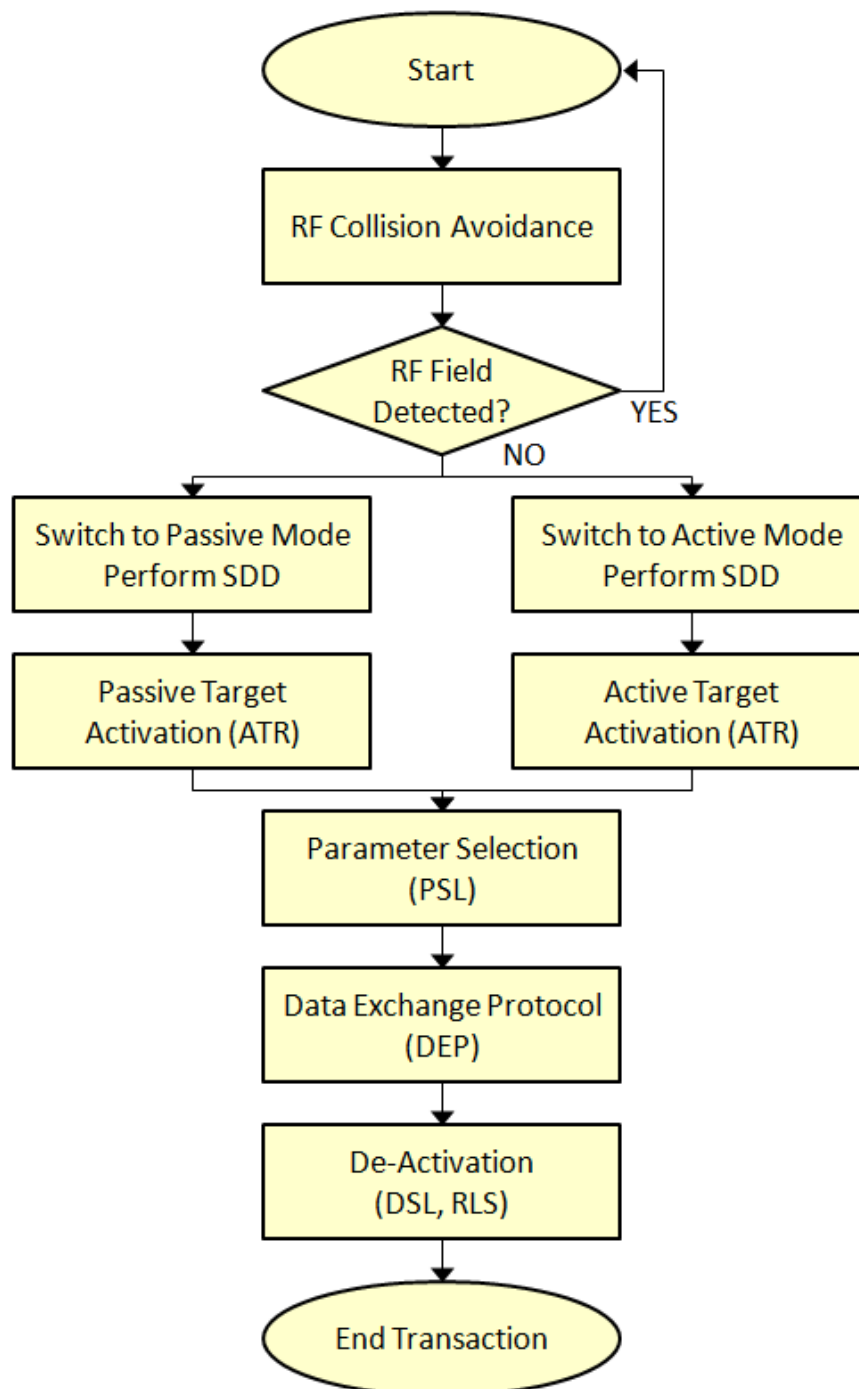 Start
RF Collision Avoidance
RF Field
Detected?
YES
NO
Switch to Passive Mode
Perform SDD
Switch to Active Mode
Perform SDD
Passive Target
Activation (ATR)
Active Target
Activation (ATR)
Parameter Selection
(PSL)
Data Exchange Protocol
(DEP)
De-Activation
(DSL, RLS)
End Transaction